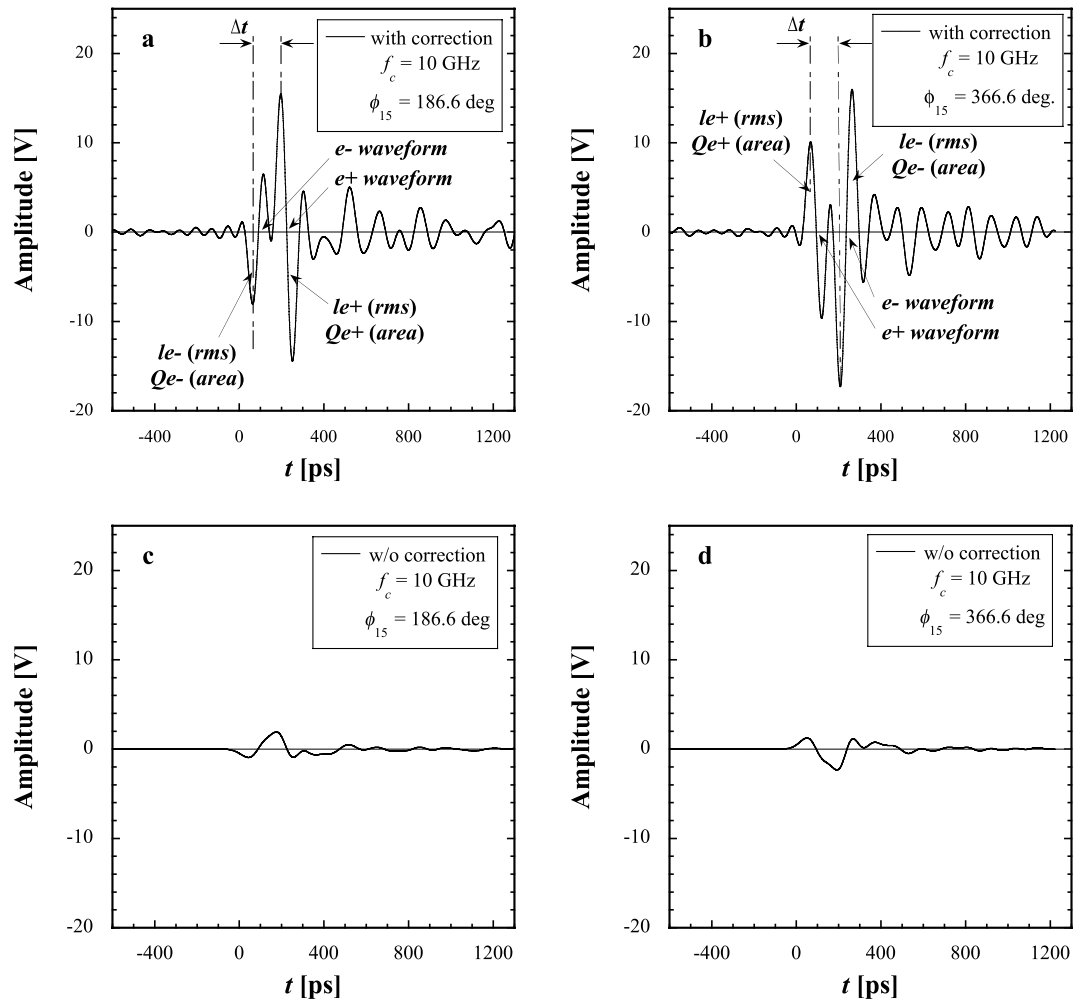 a
Δt
with correction
f_c = 10 GHz
ϕ_15 = 186.6 deg
e- waveform
e+ waveform
le+ (rms)
Qe+ (area)
le- (rms)
Qe- (area)
Amplitude [V]
20
10
0
-10
-20
-400
0
400
800
1200
t [ps]
b
Δt
with correction
f_c = 10 GHz
ϕ_15 = 366.6 deg.
le+ (rms)
Qe+ (area)
le- (rms)
Qe- (area)
e- waveform
e+ waveform
Amplitude [V]
20
10
0
-10
-20
-400
0
400
800
1200
t [ps]
c
w/o correction
f_c = 10 GHz
ϕ_15 = 186.6 deg
Amplitude [V]
20
10
0
-10
-20
-400
0
400
800
1200
t [ps]
d
w/o correction
f_c = 10 GHz
ϕ_15 = 366.6 deg
Amplitude [V]
20
10
0
-10
-20
-400
0
400
800
1200
t [ps]